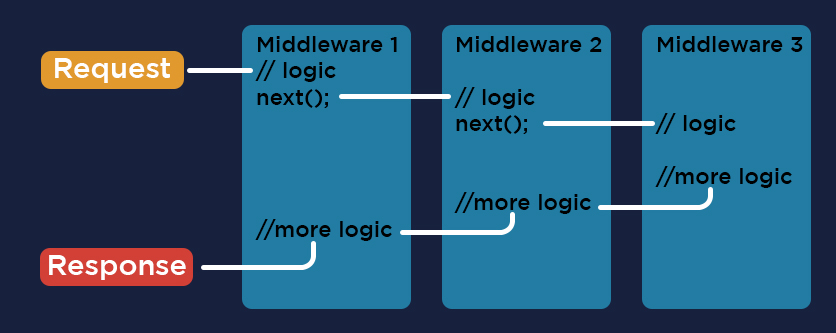 Request
Middleware 1
// logic
next();
//more logic
Middleware 2
// logic
next();
//more logic
Middleware 3
// logic
//more logic
Response